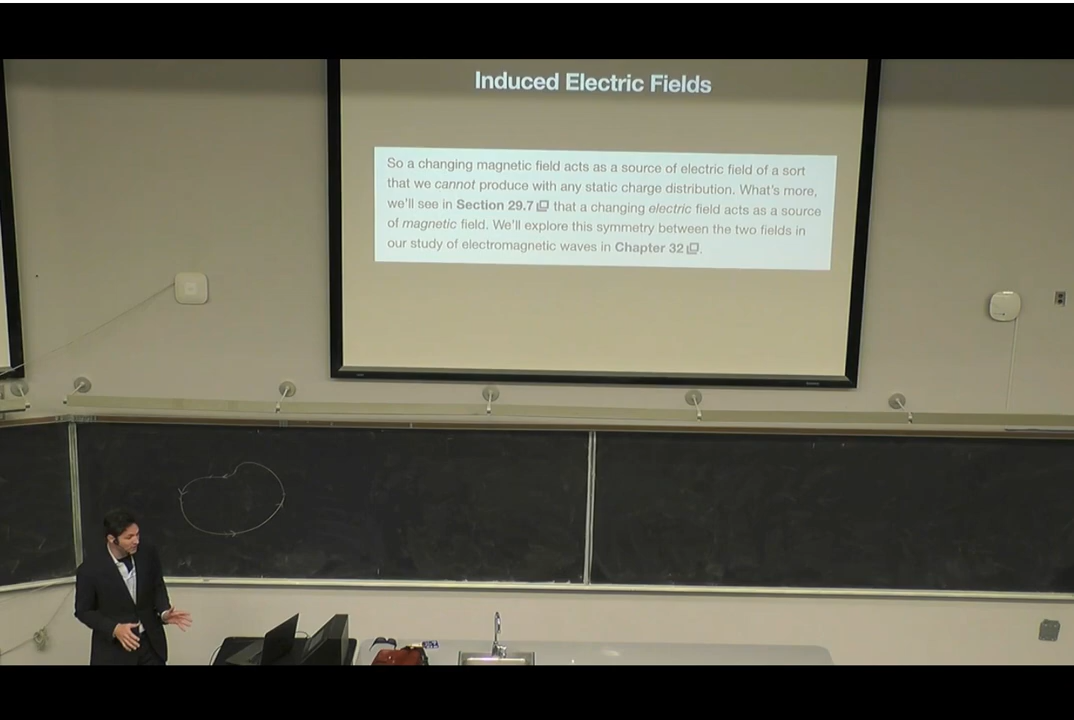 Induced Electric Fields
So a changing magnetic field acts as a source of electric field of a sort
that we cannot produce with any static charge distribution. What's more,
we'll see in Section 29.7 that a changing electric field acts as a source
of magnetic field. We'll explore this symmetry between the two fields in
our study of electromagnetic waves in Chapter 32.